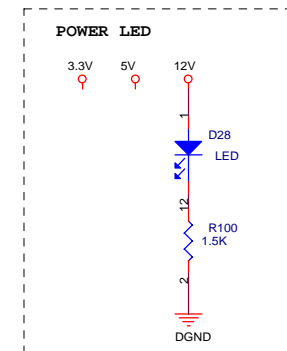 POWER LED
3.3V 5V 12V
1
D28
LED
12
R100
1.5K
2
DGND